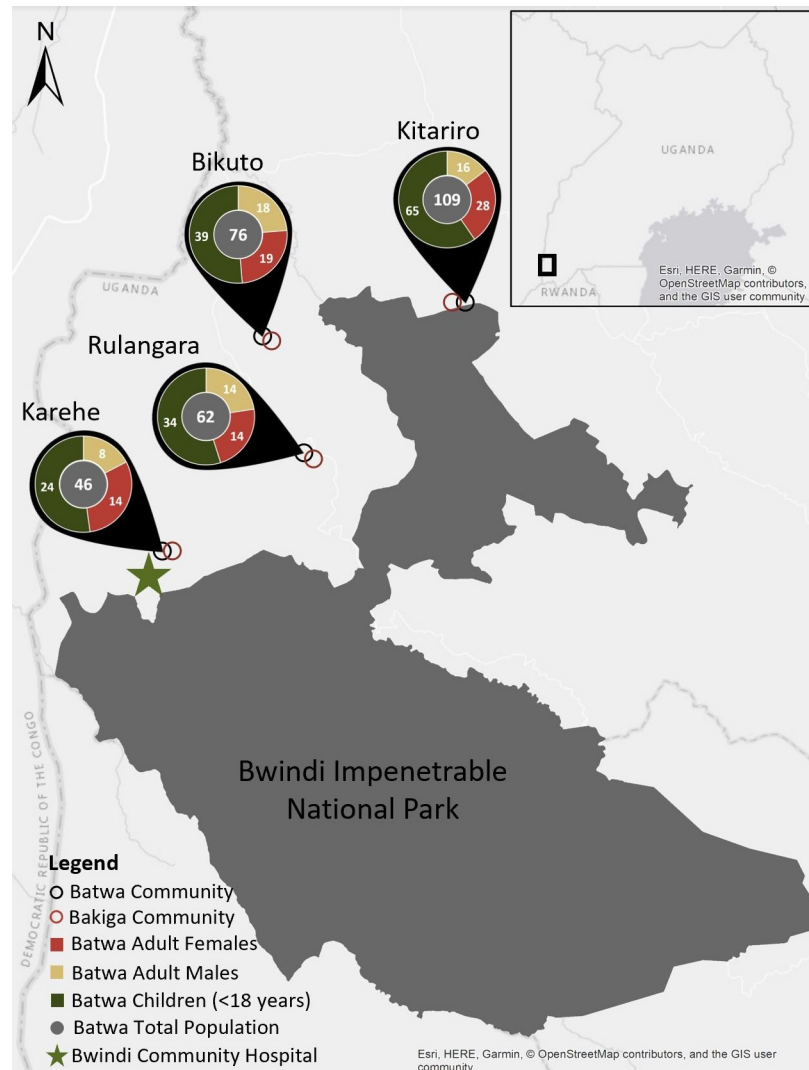 N
Kitariro
16
109
65
28
Bikuto
18
39
76
19
UGANDA
RWANDA
Esri, HERE, Garmin, ©
OpenStreetMap contributors,
and the GIS user community
UGANDA
Rulangara
14
34
62
14
Karehe
8
24
46
14
Bwindi Impenetrable
National Park
DEMOCRATIC REPUBLIC OF THE CONGO
Legend
Batwa Community
Bakiga Community
Batwa Adult Females
Batwa Adult Males
Batwa Children (<18 years)
Batwa Total Population
Bwindi Community Hospital
Esri, HERE, Garmin, © OpenStreetMap contributors, and the GIS user
community